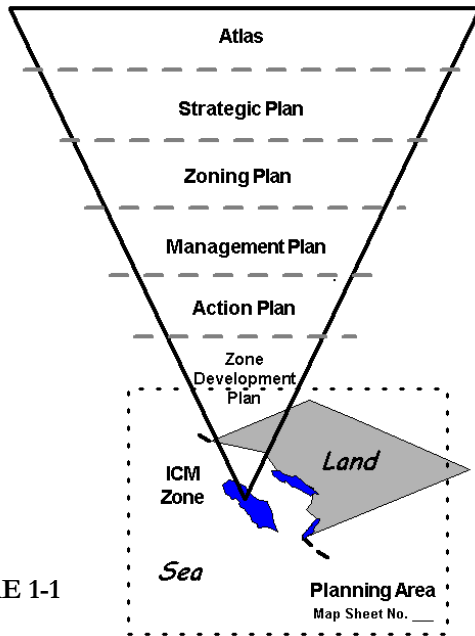 Atlas
Strategic Plan
Zoning Plan
Management Plan
Action Plan
Zone
Development
Plan
Land
ICM
Zone
Sea
RE 1-1
Planning Area
Map Sheet No. ___